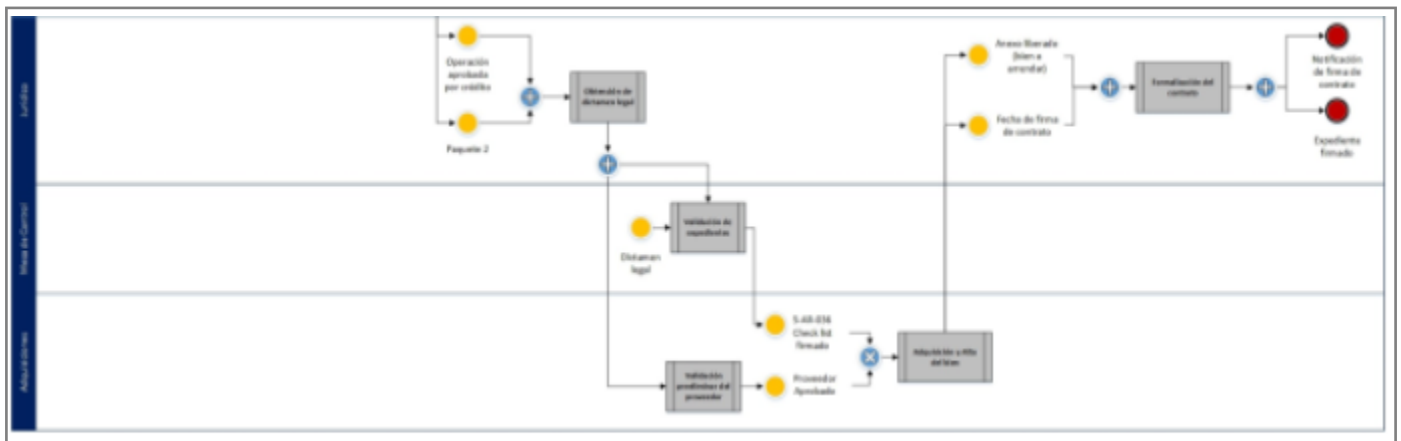 Jurídico
Operación
aprobada
por crédito
Paquete 2
Obtención de
dictamen legal
Anexo liberado
(bien a
arrendar)
Fecha de firma
de contrato
Formalización del
contrato
Notificación
de firma de
contrato
Expediente
firmado
Mesa de Control
Dictamen
legal
Validación de
expedientes
Adquisiciones
Validación
preliminar del
proveedor
Check list
firmado
Proveedor
Aprobado
Adquisición y Alta
del bien